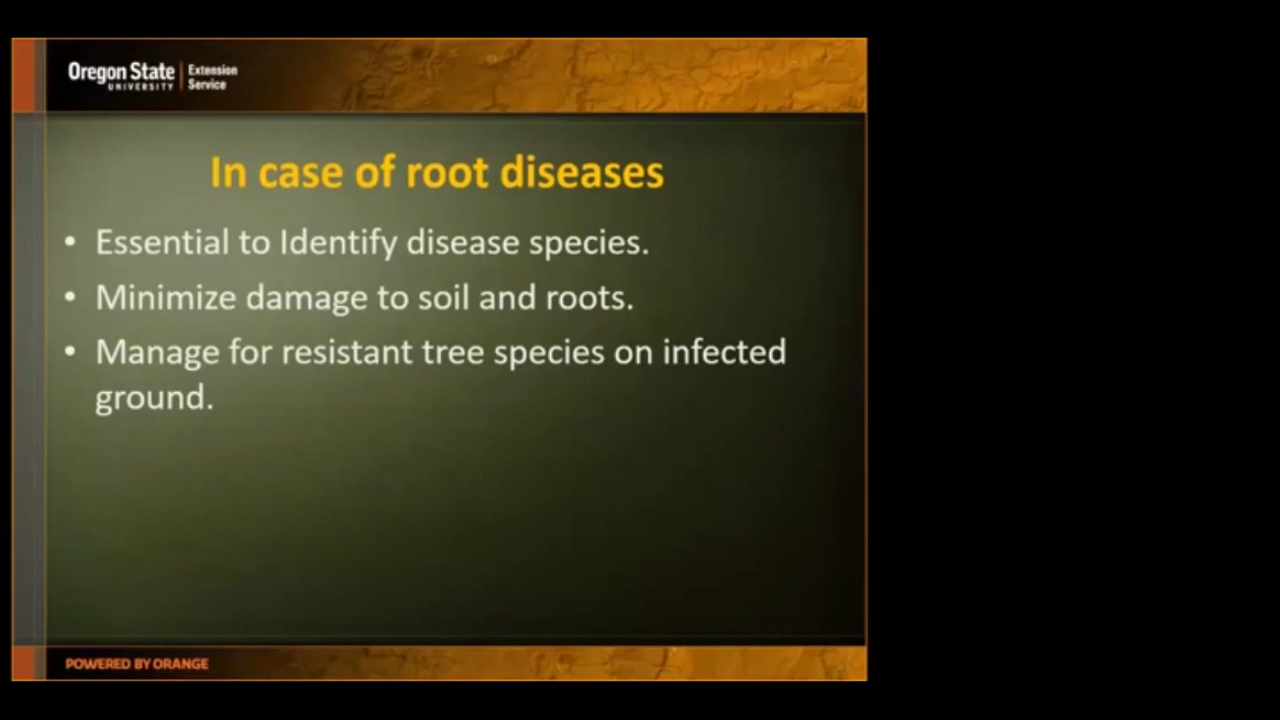 Oregon State
UNIVERSITY
Extension
Service
In case of root diseases
• Essential to Identify disease species.
• Minimize damage to soil and roots.
• Manage for resistant tree species on infected
ground.
POWERED BY ORANGE